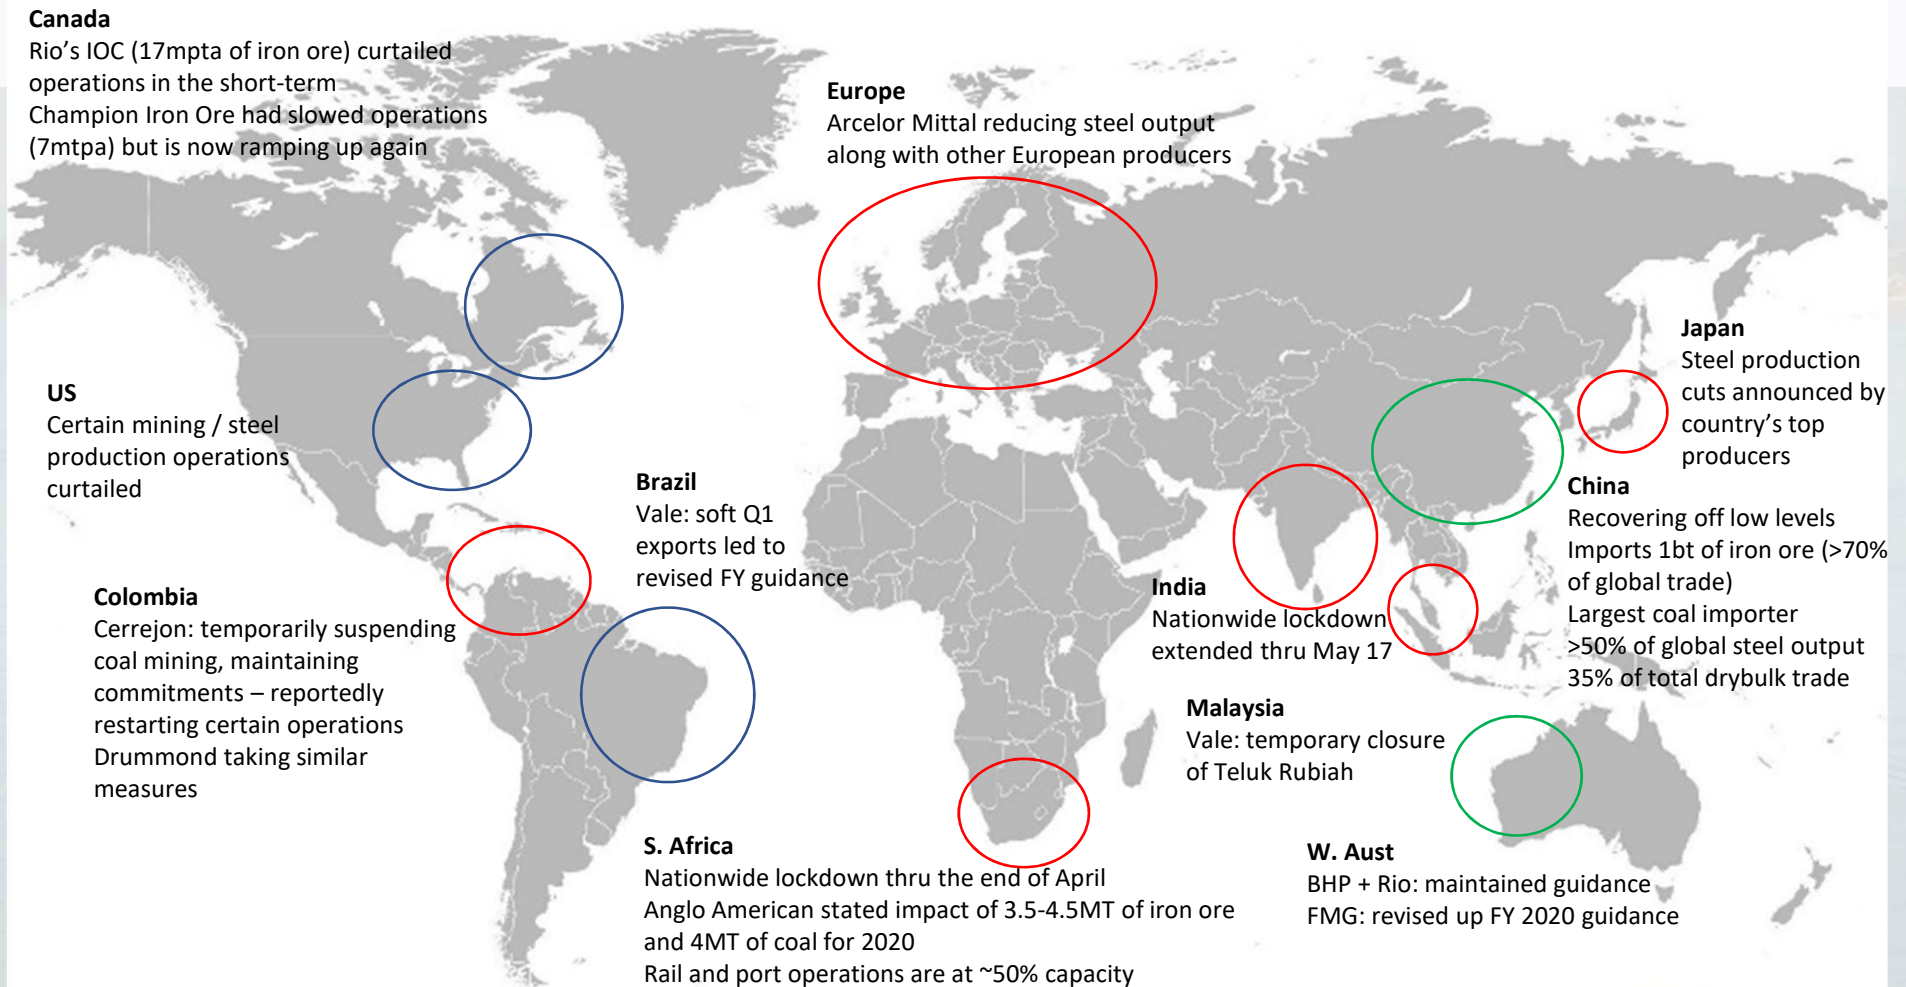 Canada
Rio's IOC (17mpta of iron ore) curtailed
operations in the short-term
Champion Iron Ore had slowed operations
(7mtpa) but is now ramping up again
Europe
Arcelor Mittal reducing steel output
along with other European producers
Japan
Steel production
cuts announced by
country's top
producers
US
Certain mining / steel
production operations
curtailed
Brazil
Vale: soft Q1
exports led to
revised FY guidance
China
Recovering off low levels
Imports 1bt of iron ore (>70%
of global trade)
Largest coal importer
>50% of global steel output
35% of total drybulk trade
India
Nationwide lockdown
extended thru May 17
Colombia
Cerrejon: temporarily suspending
coal mining, maintaining
commitments – reportedly
restarting certain operations
Drummond taking similar
measures
Malaysia
Vale: temporary closure
of Teluk Rubiah
S. Africa
Nationwide lockdown thru the end of April
Anglo American stated impact of 3.5-4.5MT of iron ore
and 4MT of coal for 2020
Rail and port operations are at ~50% capacity
W. Aust
BHP + Rio: maintained guidance
FMG: revised up FY 2020 guidance